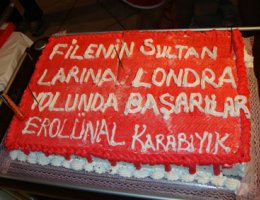 FİLENİN SULTAN
LARINA LONDRA
YOLUNDA BAŞARILAR
EROLÜNAL KARABIYIK